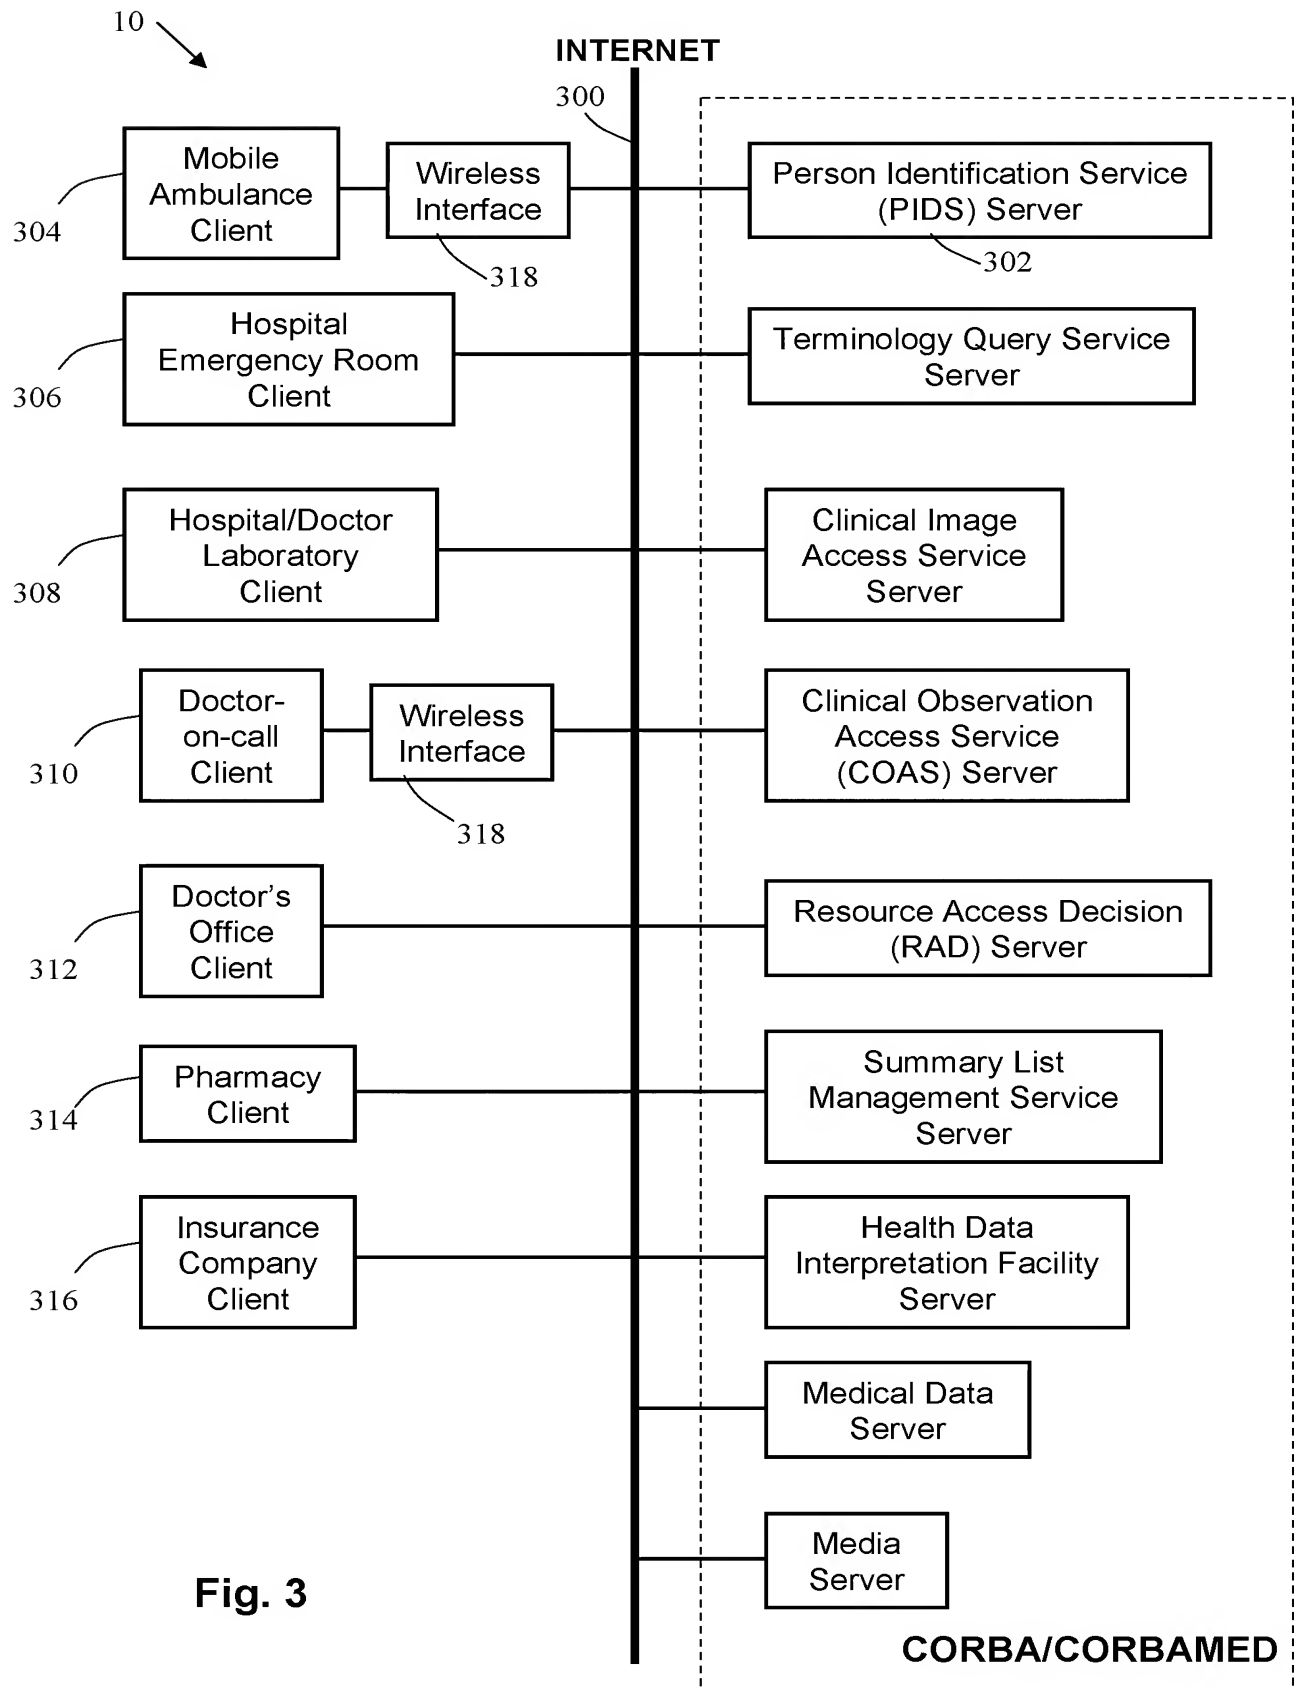 10
INTERNET
300
Mobile
Ambulance
Client
304
Wireless
Interface
318
Person Identification Service
(PIDS) Server
302
Hospital
Emergency Room
Client
306
Terminology Query Service
Server
Hospital/Doctor
Laboratory
Client
308
Clinical Image
Access Service
Server
Doctor-
on-call
Client
310
Wireless
Interface
318
Clinical Observation
Access Service
(COAS) Server
Doctor’s
Office
Client
312
Resource Access Decision
(RAD) Server
Pharmacy
Client
314
Summary List
Management Service
Server
Insurance
Company
Client
316
Health Data
Interpretation Facility
Server
Medical Data
Server
Media
Server
Fig. 3
CORBA/CORBAMED